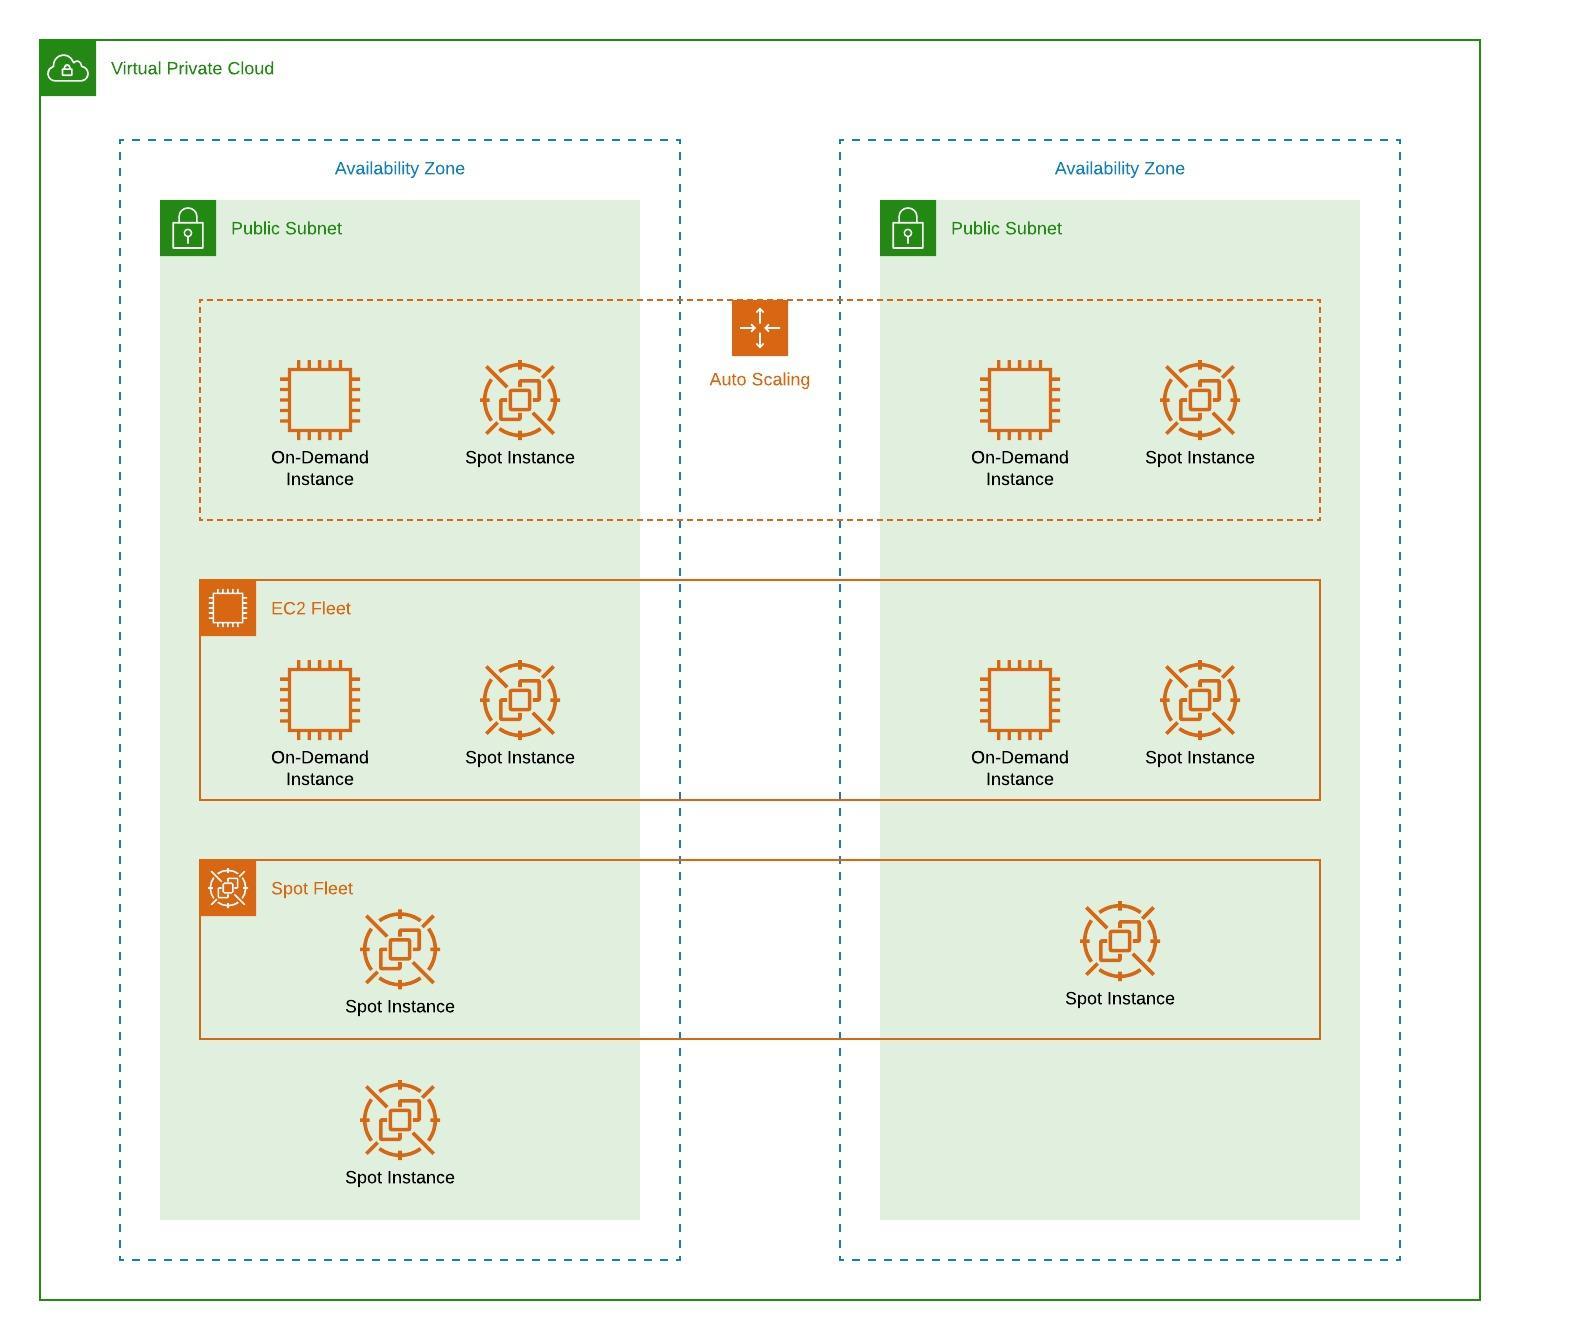 Virtual Private Cloud
Availability Zone
Availability Zone
Public Subnet
Public Subnet
Auto Scaling
On-Demand
Instance
Spot Instance
On-Demand
Instance
Spot Instance
EC2 Fleet
On-Demand
Instance
Spot Instance
On-Demand
Instance
Spot Instance
Spot Fleet
Spot Instance
Spot Instance
Spot Instance